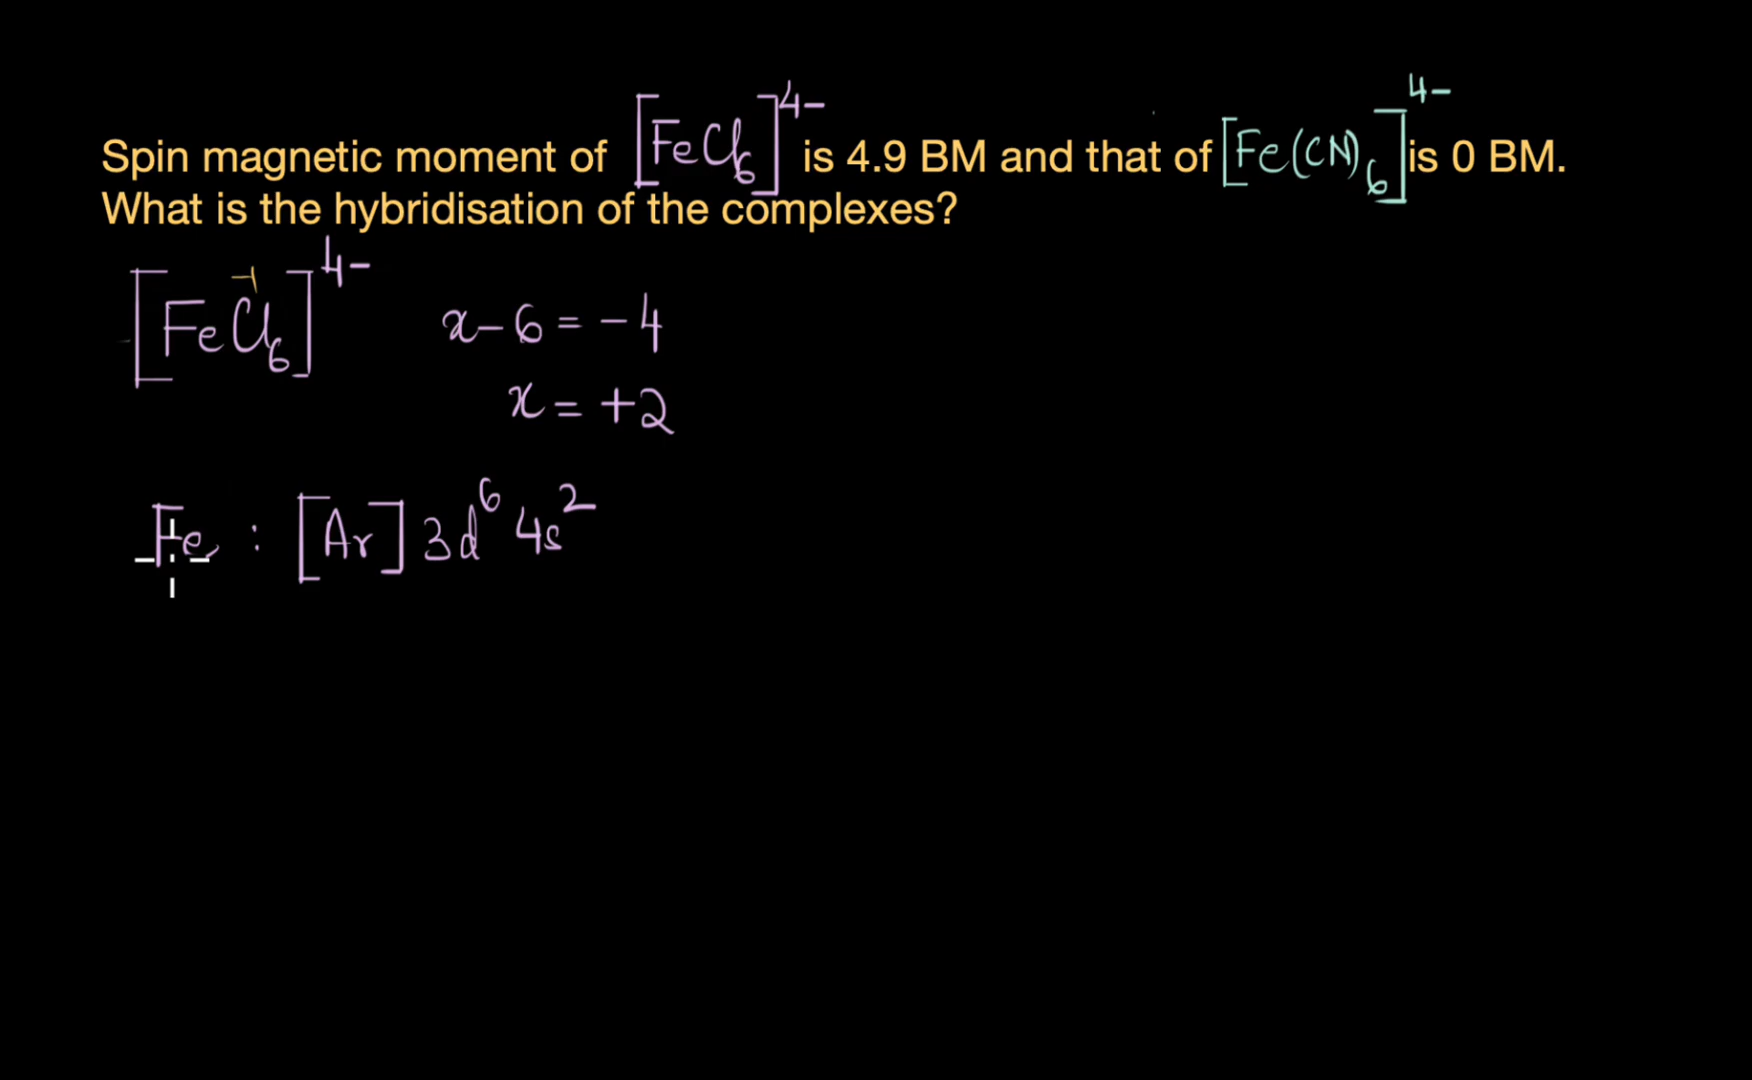 Spin magnetic moment of [FeCl₆]⁴⁻ is 4.9 BM and that of [Fe(CN)₆]⁴⁻ is 0 BM.
What is the hybridisation of the complexes?
-1
[FeCl₆]⁴⁻ x-6 = -4
x = +2
Fe : [Ar] 3d⁶ 4s²